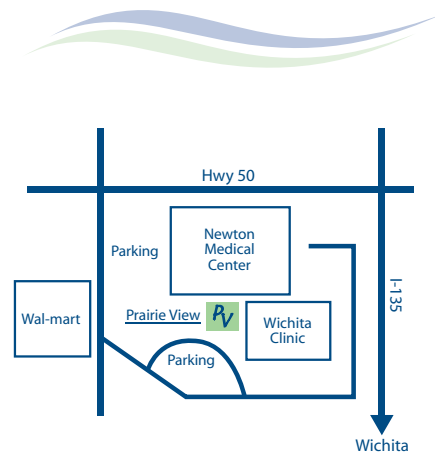 Hwy 50
Newton
Medical
Center
Parking
I-135
Wal-mart
Prairie View
PV
Wichita
Clinic
Parking
Wichita